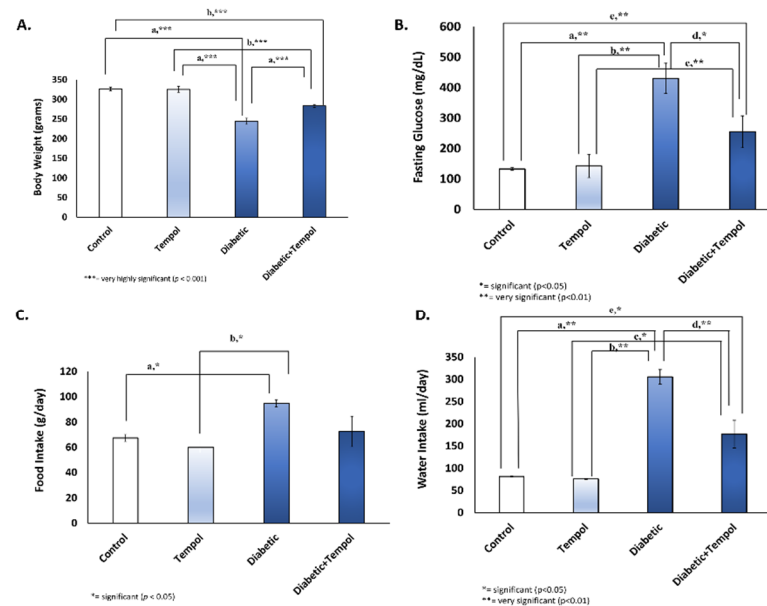 A.
b,***
a,***
b,***
a,***
a,***
350
300
250
200
150
100
50
0
Body Weight (grams)
Control
Tempol
Diabetic
Diabetic+Tempol
***= very highly significant (p < 0.001)
B.
e,**
a,**
d,*
b,**
c,**
600
500
400
300
200
100
0
Fasting Glucose (mg/dL)
Control
Tempol
Diabetic
Diabetic+Tempol
*= significant (p<0.05)
**= very significant (p<0.01)
C.
b,*
a,*
140
120
100
80
60
40
20
0
Food Intake (g/day)
Control
Tempol
Diabetic
Diabetic+Tempol
*= significant (p < 0.05)
D.
e,*
a,**
d,**
c,*
b,**
350
300
250
200
150
100
50
0
Water Intake (ml/day)
Control
Tempol
Diabetic
Diabetic+Tempol
*= significant (p<0.05)
**= very significant (p<0.01)